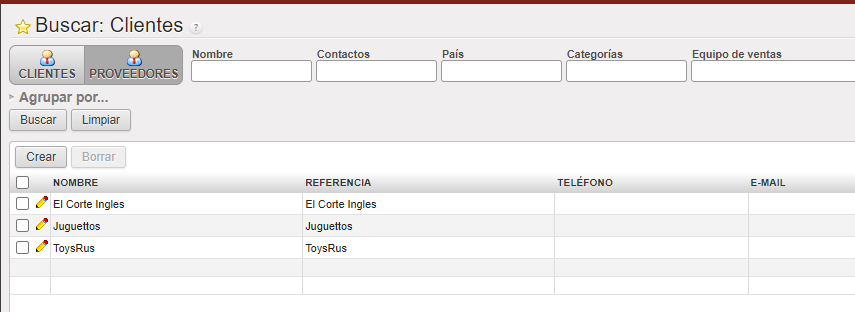 Buscar: Clientes ?
CLIENTES PROVEEDORES
Nombre Contactos País Categorías Equipo de ventas
Agrupar por...
Buscar Limpiar
Crear Borrar
NOMBRE REFERENCIA TELÉFONO E-MAIL
El Corte Ingles El Corte Ingles
Juguettos Juguettos
ToysRus ToysRus